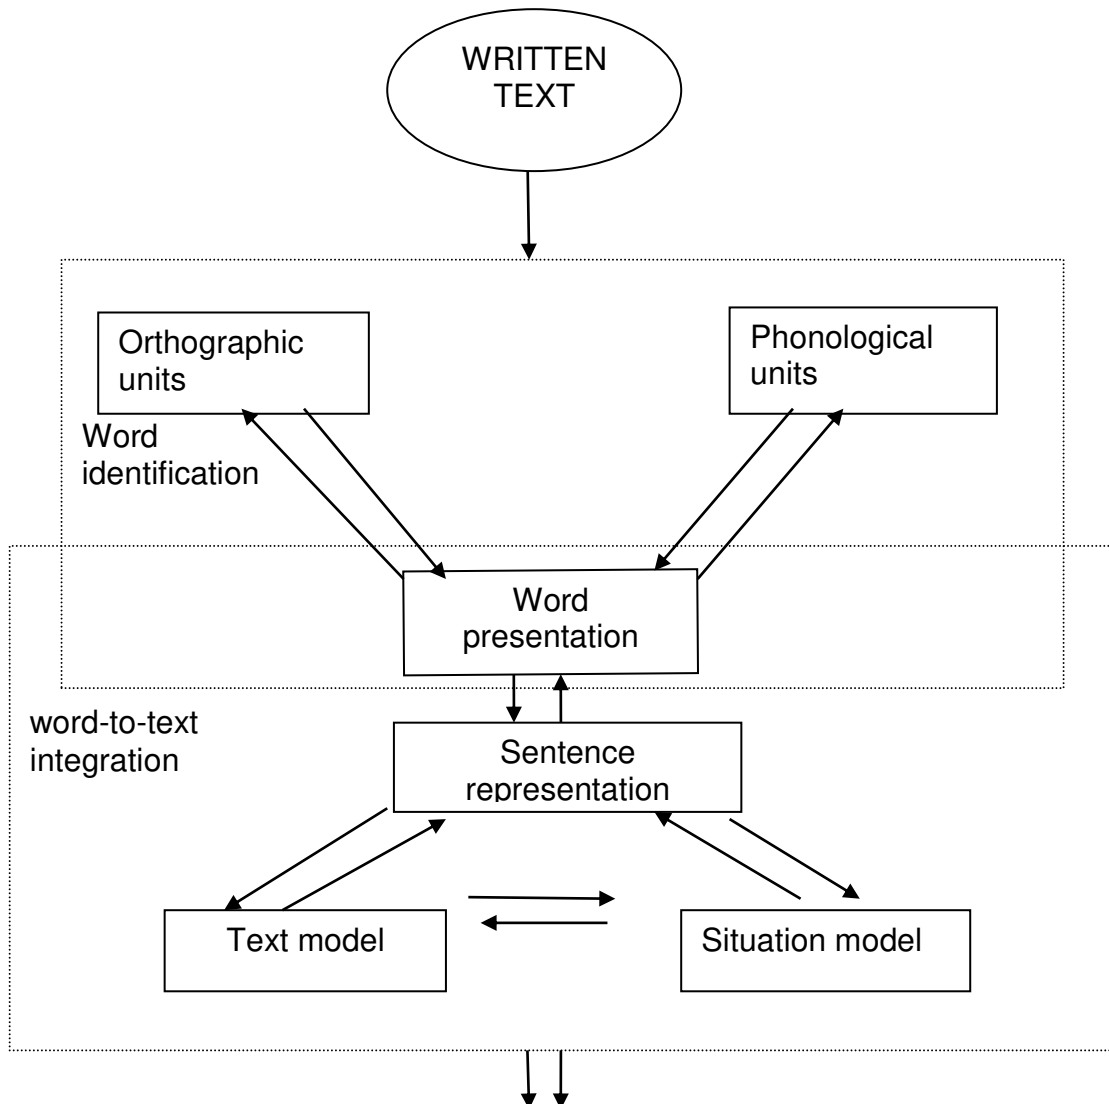 WRITTEN
TEXT
Orthographic
units
Phonological
units
Word
identification
Word
presentation
word-to-text
integration
Sentence
representation
Text model
Situation model